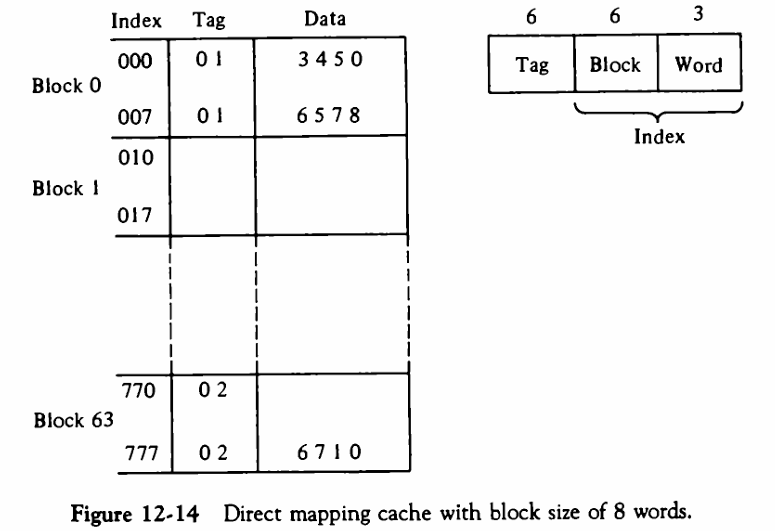 Index Tag Data
000 0 1 3 4 5 0
Block 0
007 0 1 6 5 7 8
010
Block 1
017
770 0 2
Block 63
777 0 2 6 7 1 0
6 6 3
Tag Block Word
Index
Figure 12-14 Direct mapping cache with block size of 8 words.